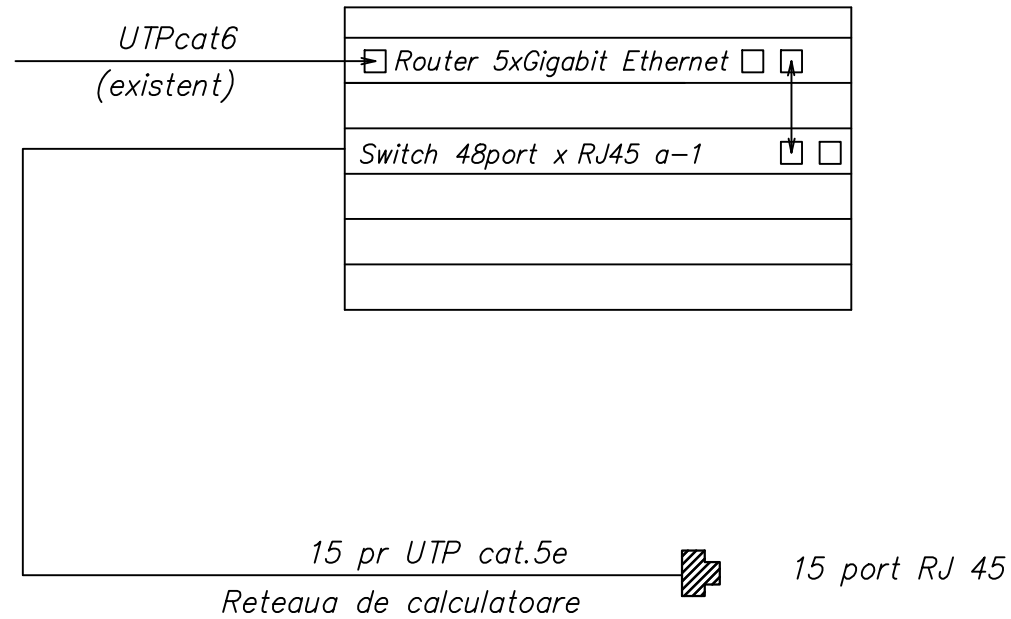 UTPcat6
(existent)
Router 5xGigabit Ethernet
Switch 48port x RJ45 a-1
15 pr UTP cat.5e
Reteaua de calculatoare
15 port RJ 45